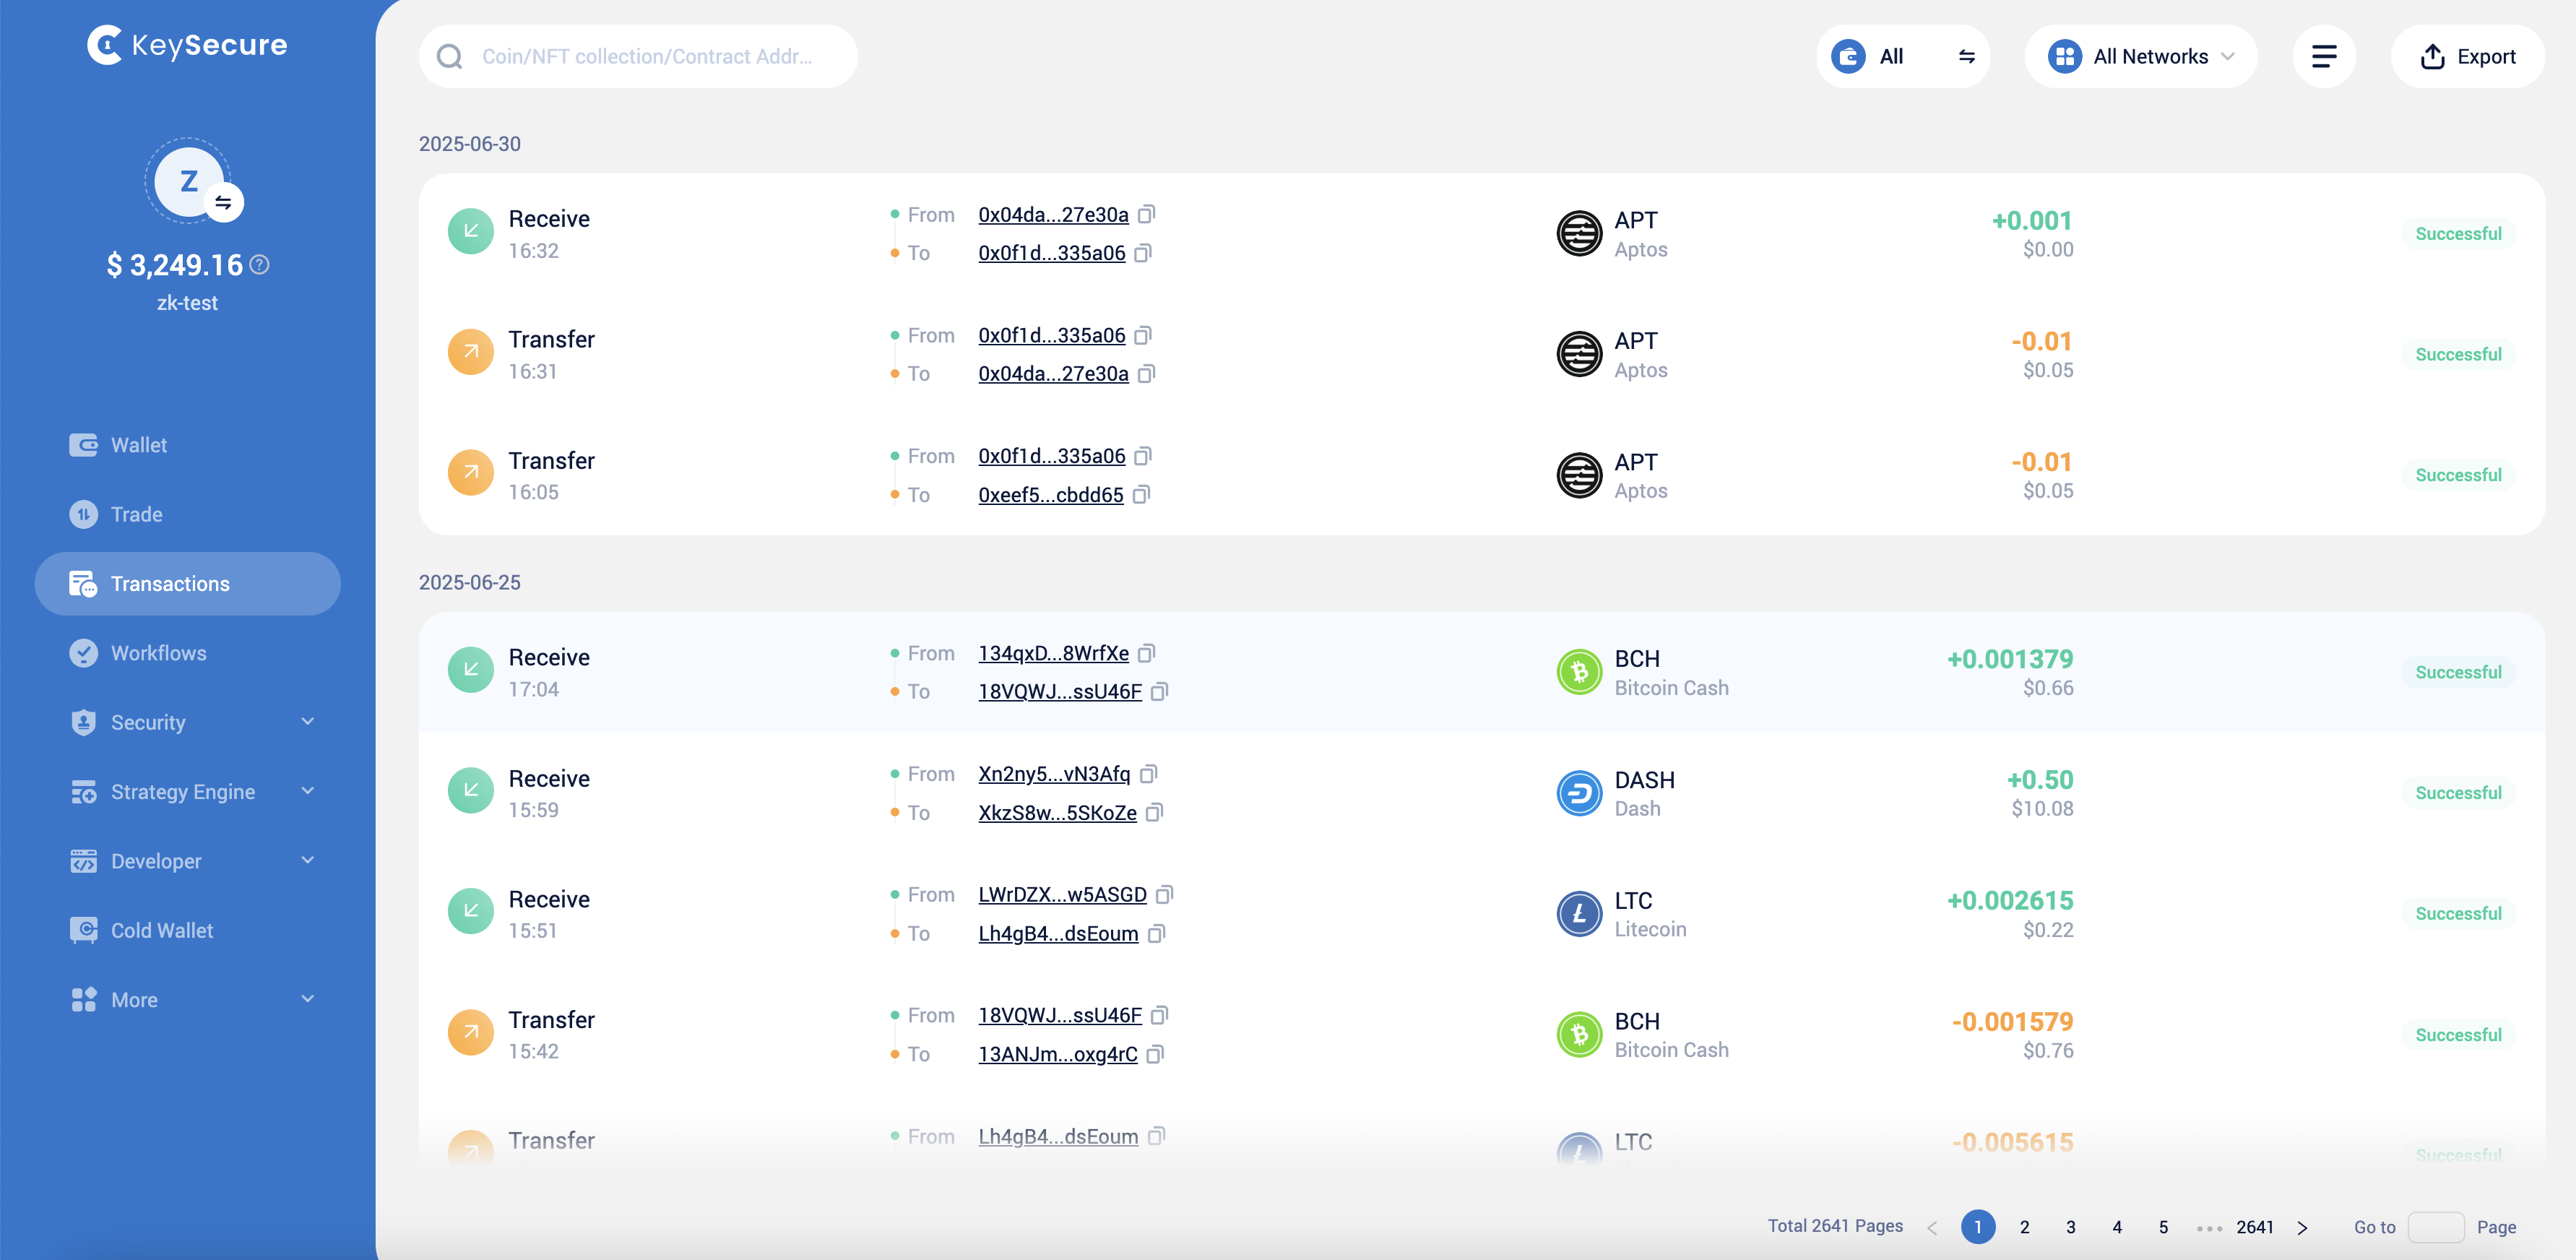 KeySecure
Z
$ 3,249.16
zk-test
Wallet
Trade
Transactions
Workflows
Security
Strategy Engine
Developer
Cold Wallet
More
Coin/NFT collection/Contract Addr...
All
All Networks
Export
2025-06-30
Receive
16:32
From 0x04da...27e30a
To 0x0f1d...335a06
APT
Aptos
+0.001
$0.00
Successful
Transfer
16:31
From 0x0f1d...335a06
To 0x04da...27e30a
APT
Aptos
-0.01
$0.05
Successful
Transfer
16:05
From 0x0f1d...335a06
To 0xeef5...cbdd65
APT
Aptos
-0.01
$0.05
Successful
2025-06-25
Receive
17:04
From 134qxD...8WrfXe
To 18VQWJ...ssU46F
BCH
Bitcoin Cash
+0.001379
$0.66
Successful
Receive
15:59
From Xn2ny5...vN3Afq
To XkzS8w...5SKoZe
DASH
Dash
+0.50
$10.08
Successful
Receive
15:51
From LWrDZX...w5ASGD
To Lh4gB4...dsEoum
LTC
Litecoin
+0.002615
$0.22
Successful
Transfer
15:42
From 18VQWJ...ssU46F
To 13ANJm...oxg4rC
BCH
Bitcoin Cash
-0.001579
$0.76
Successful
Transfer
From Lh4gB4...dsEoum
LTC
-0.005615
Successful
Total 2641 Pages < 1 2 3 4 5 ••• 2641 > Go to Page